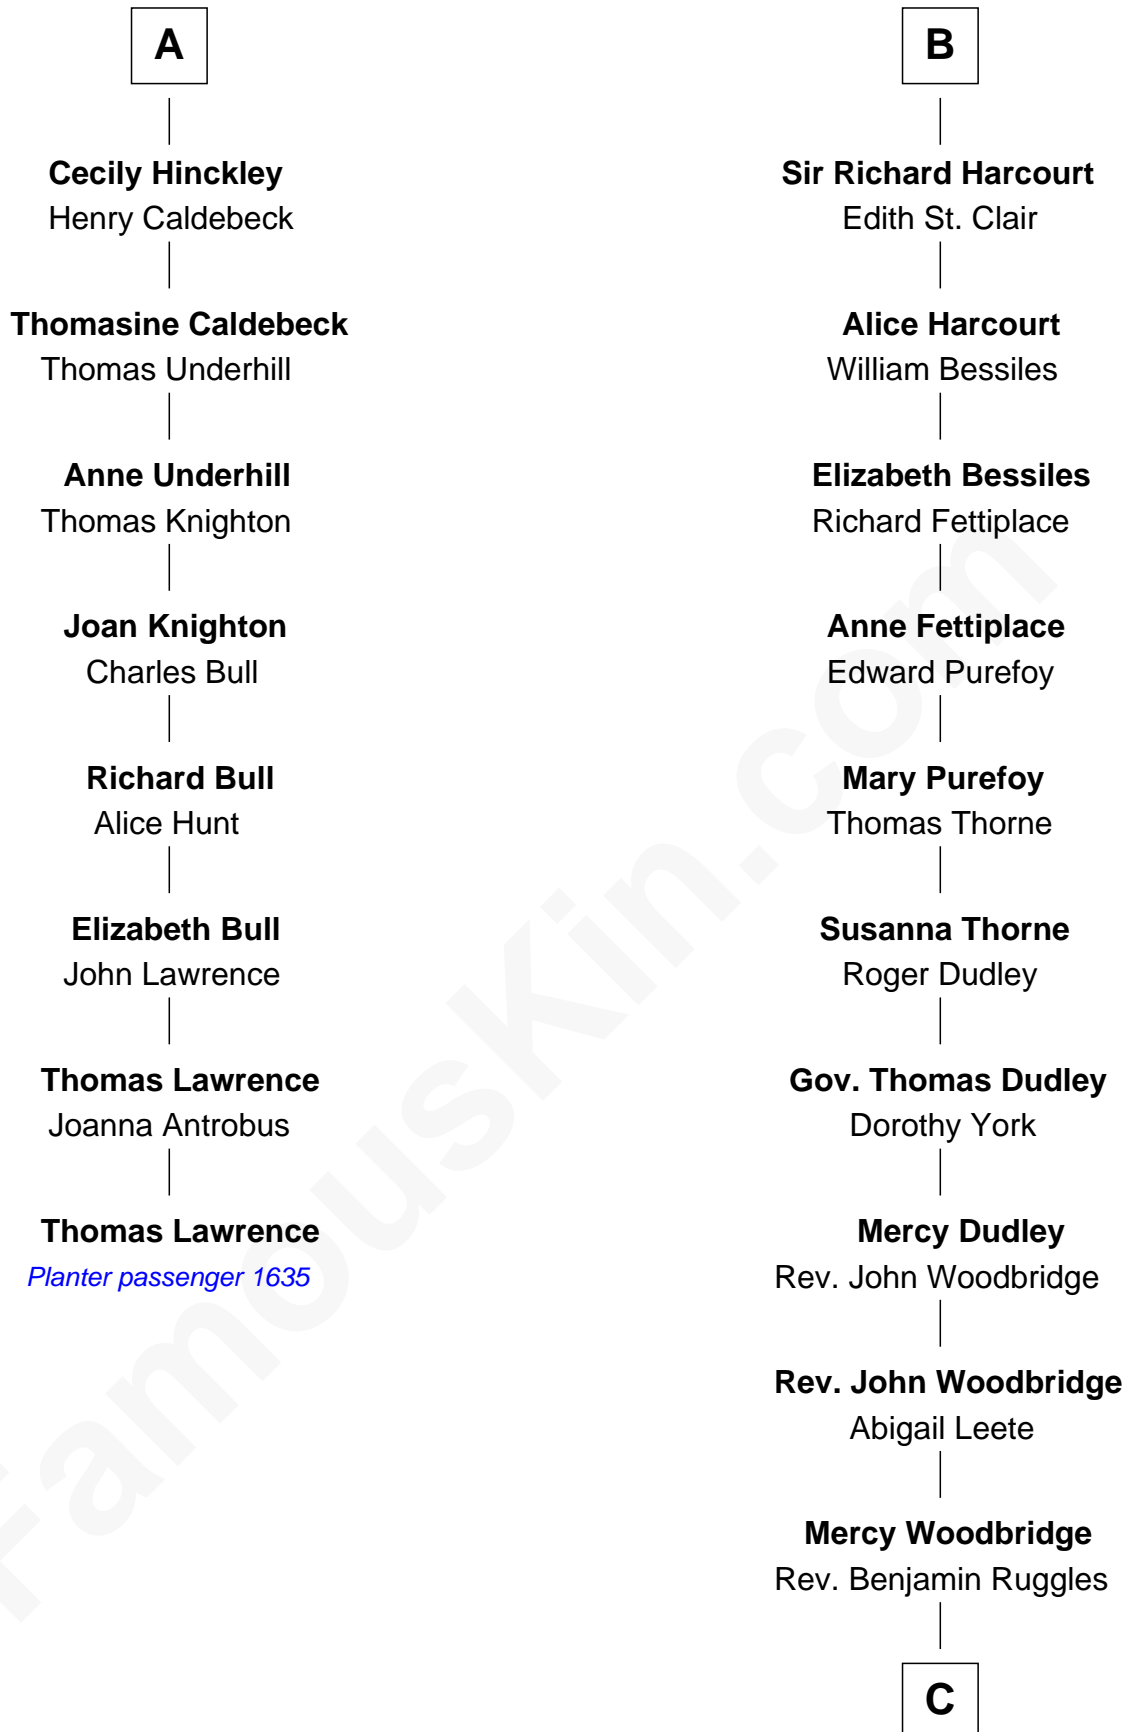 A
Cecily Hinckley
Henry Caldebeck
Thomasine Caldebeck
Thomas Underhill
Anne Underhill
Thomas Knighton
Joan Knighton
Charles Bull
Richard Bull
Alice Hunt
Elizabeth Bull
John Lawrence
Thomas Lawrence
Joanna Antrobus
Thomas Lawrence
Planter passenger 1635
B
Sir Richard Harcourt
Edith St. Clair
Alice Harcourt
William Bessiles
Elizabeth Bessiles
Richard Fettiplace
Anne Fettiplace
Edward Purefoy
Mary Purefoy
Thomas Thorne
Susanna Thorne
Roger Dudley
Gov. Thomas Dudley
Dorothy York
Mercy Dudley
Rev. John Woodbridge
Rev. John Woodbridge
Abigail Leete
Mercy Woodbridge
Rev. Benjamin Ruggles
C
FamousKin.com